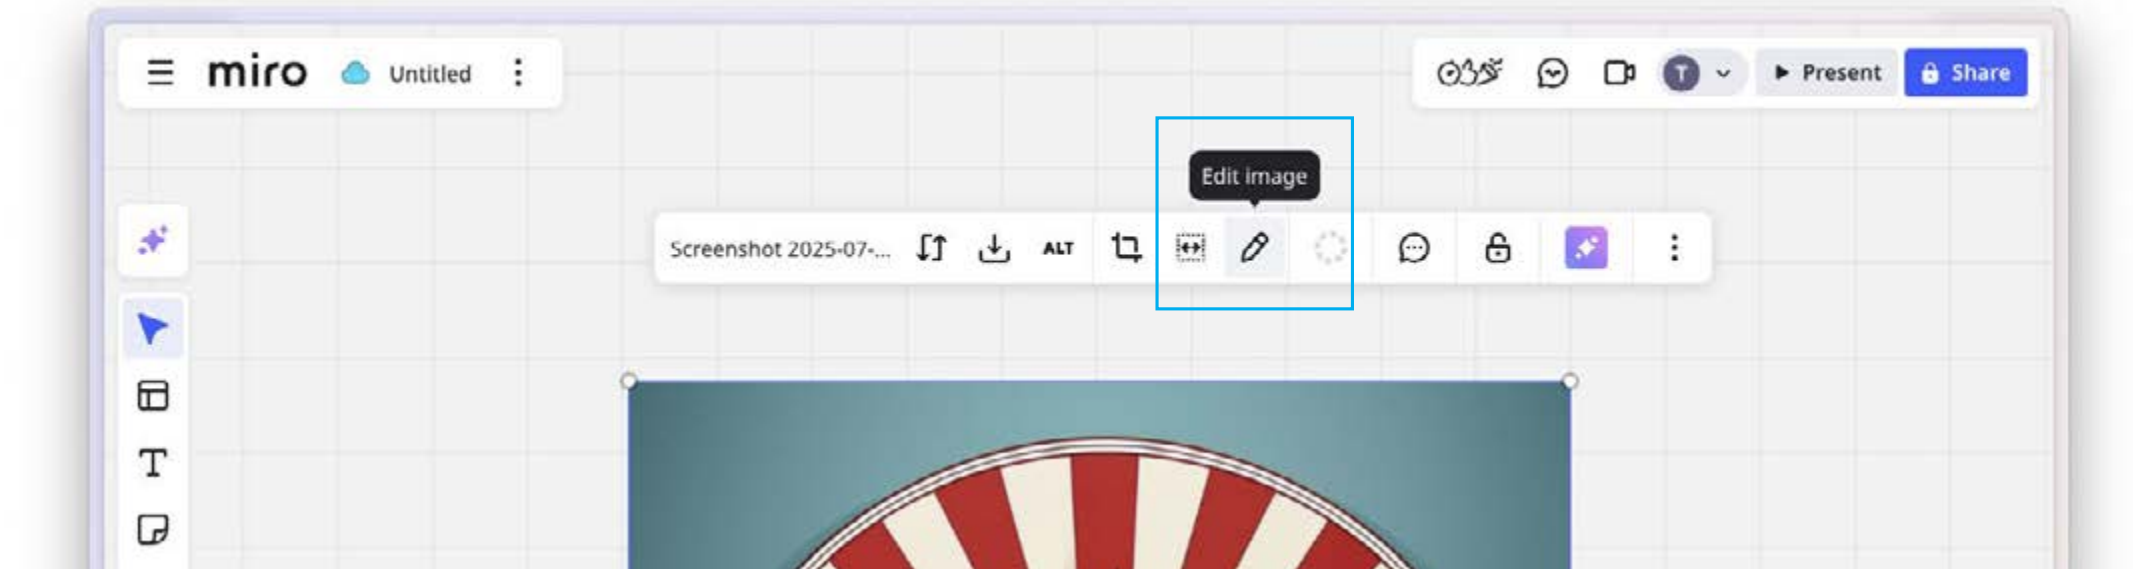 miro Untitled
Present Share
T
Edit image
Screenshot 2025-07-... ALT
T